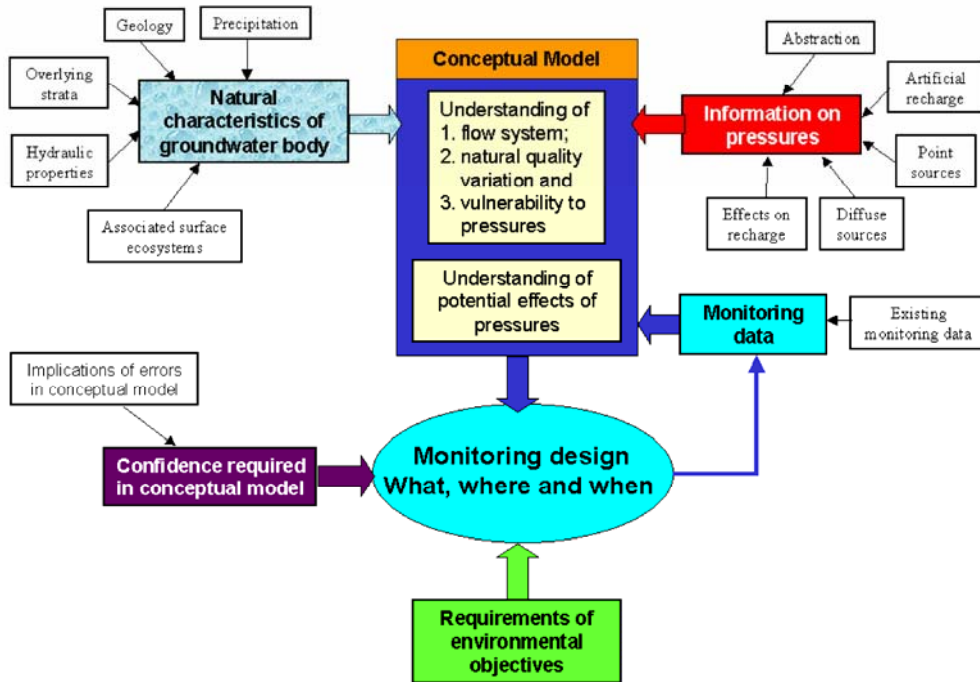 Geology
Precipitation
Overlying
strata
Hydraulic
properties
Natural
characteristics of
groundwater body
Associated surface
ecosystems
Conceptual Model
Understanding of
1. flow system;
2. natural quality
variation and
3. vulnerability to
pressures
Understanding of
potential effects of
pressures
Abstraction
Artificial
recharge
Information on
pressures
Point
sources
Effects on
recharge
Diffuse
sources
Monitoring
data
Existing
monitoring data
Implications of errors
in conceptual model
Confidence required
in conceptual model
Monitoring design
What, where and when
Requirements of
environmental
objectives